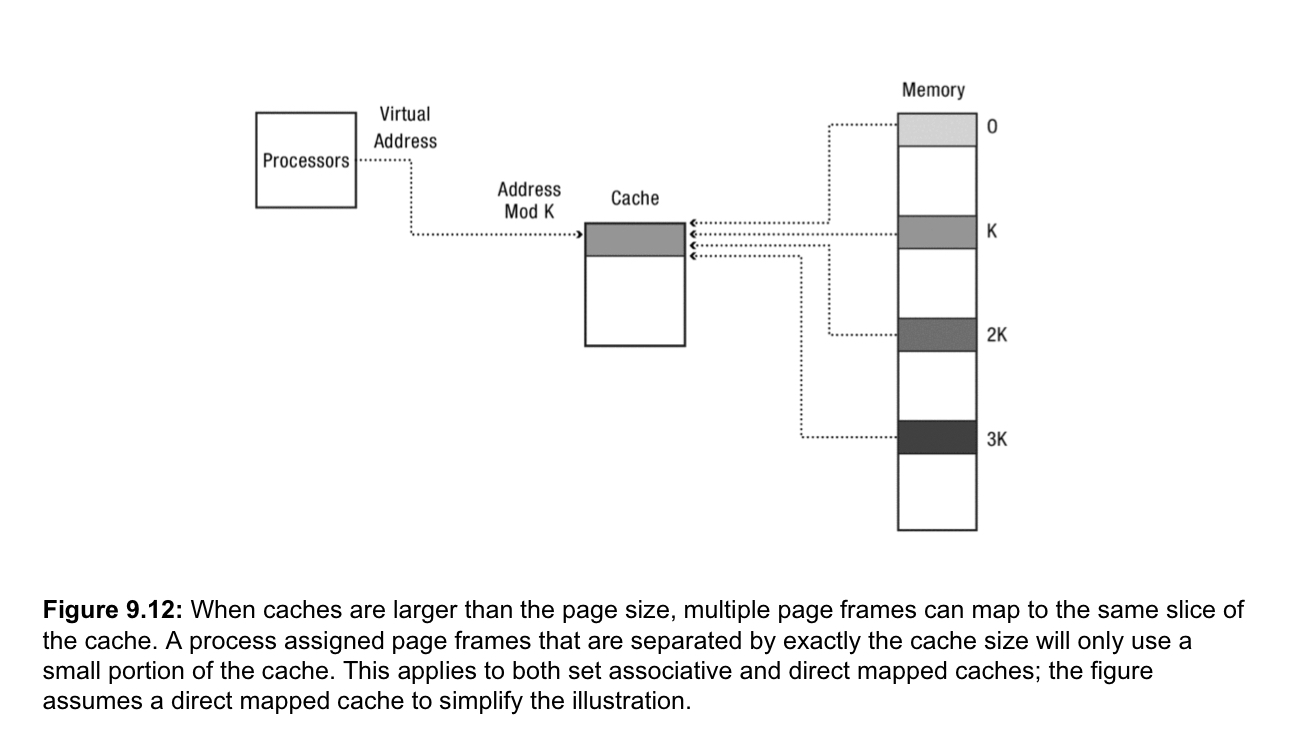 Memory
Virtual
Address
0
Processors
Address
Mod K
Cache
K
2K
3K
Figure 9.12: When caches are larger than the page size, multiple page frames can map to the same slice of
the cache. A process assigned page frames that are separated by exactly the cache size will only use a
small portion of the cache. This applies to both set associative and direct mapped caches; the figure
assumes a direct mapped cache to simplify the illustration.